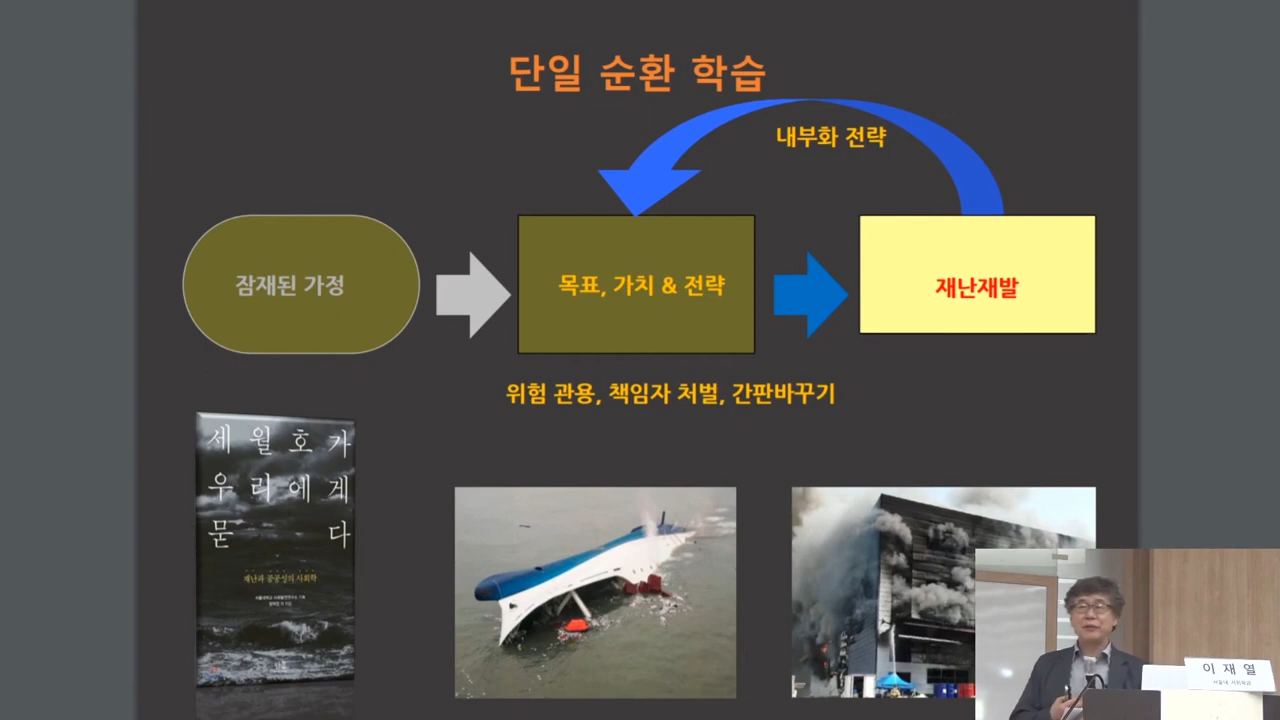 단일 순환 학습
내부화 전략
잠재된 가정
목표, 가치 & 전략
재난재발
위험 관용, 책임자 처벌, 간판바꾸기
세월호가
우리에게
묻다
재난과 공공성의 사회학
이재열